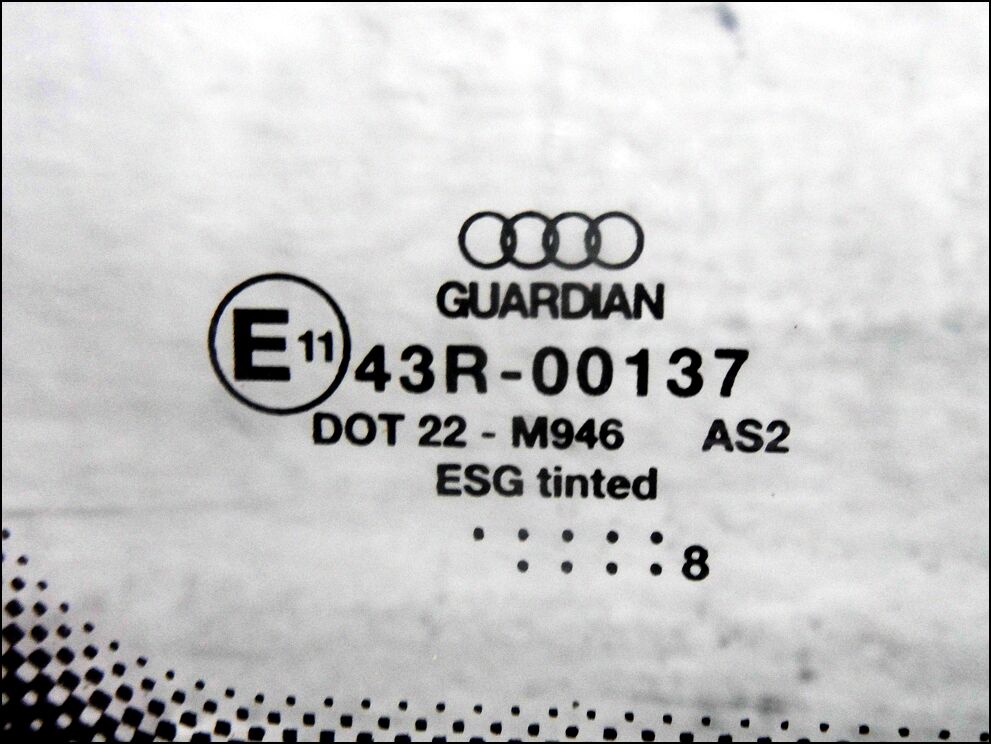 GUARDIAN
E 11 43R-00137
DOT 22 - M946 AS2
ESG tinted
. . . . .
. . . . 8